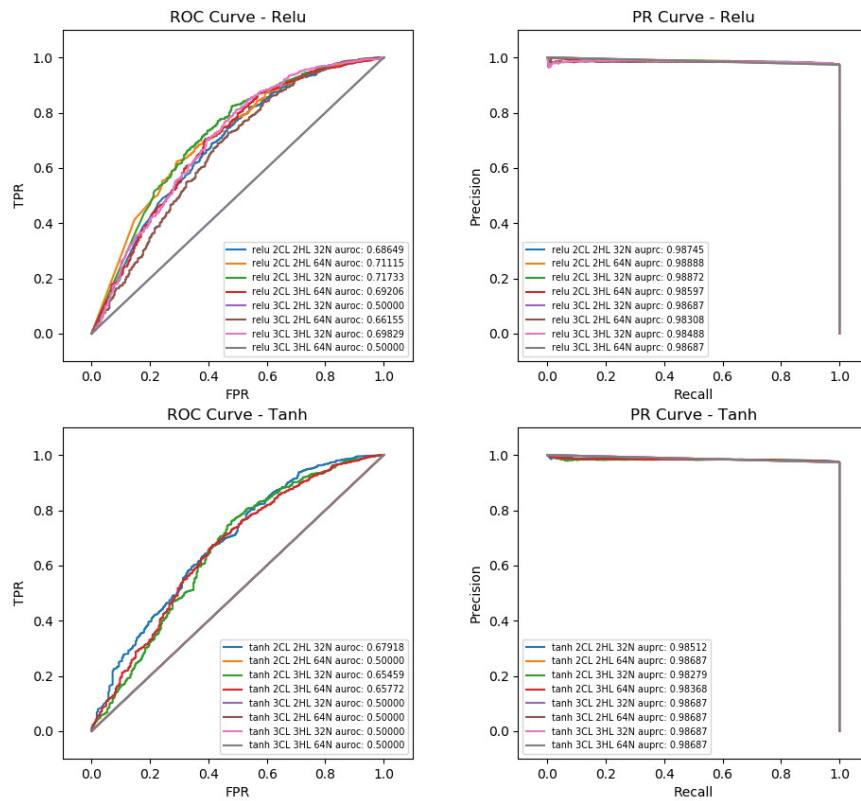 ROC Curve - Relu
1.0
0.8
0.6
0.4
0.2
0.0
TPR
relu 2CL 2HL 32N auroc: 0.68649
relu 2CL 2HL 64N auroc: 0.71115
relu 2CL 3HL 32N auroc: 0.71733
relu 2CL 3HL 64N auroc: 0.69206
relu 3CL 2HL 32N auroc: 0.50000
relu 3CL 2HL 64N auroc: 0.66155
relu 3CL 3HL 32N auroc: 0.69829
relu 3CL 3HL 64N auroc: 0.50000
0.0 0.2 0.4 0.6 0.8 1.0
FPR
PR Curve - Relu
1.0
0.8
0.6
0.4
0.2
0.0
Precision
relu 2CL 2HL 32N auprc: 0.98745
relu 2CL 2HL 64N auprc: 0.98888
relu 2CL 3HL 32N auprc: 0.98872
relu 2CL 3HL 64N auprc: 0.98597
relu 3CL 2HL 32N auprc: 0.98687
relu 3CL 2HL 64N auprc: 0.98308
relu 3CL 3HL 32N auprc: 0.98488
relu 3CL 3HL 64N auprc: 0.98687
0.0 0.2 0.4 0.6 0.8 1.0
Recall
ROC Curve - Tanh
1.0
0.8
0.6
0.4
0.2
0.0
TPR
tanh 2CL 2HL 32N auroc: 0.67918
tanh 2CL 2HL 64N auroc: 0.50000
tanh 2CL 3HL 32N auroc: 0.65459
tanh 2CL 3HL 64N auroc: 0.65772
tanh 3CL 2HL 32N auroc: 0.50000
tanh 3CL 2HL 64N auroc: 0.50000
tanh 3CL 3HL 32N auroc: 0.50000
tanh 3CL 3HL 64N auroc: 0.50000
0.0 0.2 0.4 0.6 0.8 1.0
FPR
PR Curve - Tanh
1.0
0.8
0.6
0.4
0.2
0.0
Precision
tanh 2CL 2HL 32N auprc: 0.98512
tanh 2CL 2HL 64N auprc: 0.98687
tanh 2CL 3HL 32N auprc: 0.98279
tanh 2CL 3HL 64N auprc: 0.98368
tanh 3CL 2HL 32N auprc: 0.98687
tanh 3CL 2HL 64N auprc: 0.98687
tanh 3CL 3HL 32N auprc: 0.98687
tanh 3CL 3HL 64N auprc: 0.98687
0.0 0.2 0.4 0.6 0.8 1.0
Recall